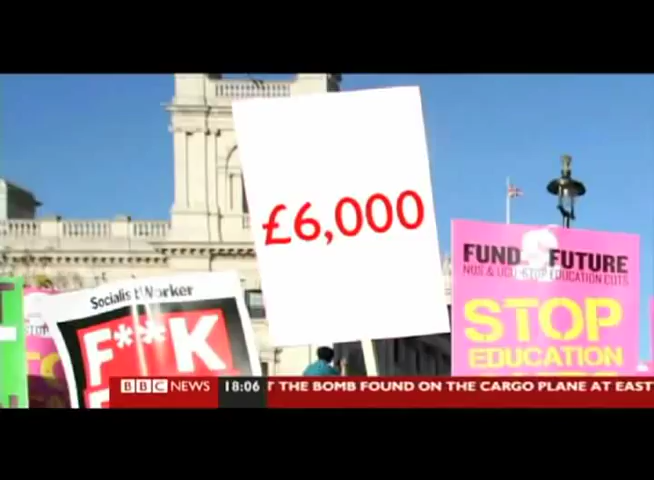 £6,000
Socialist Worker
F**K
FUND FUTURE
NUS & UCU STOP EDUCATION CUTS
STOP
EDUCATION
BBC NEWS 18:06 T THE BOMB FOUND ON THE CARGO PLANE AT EAST